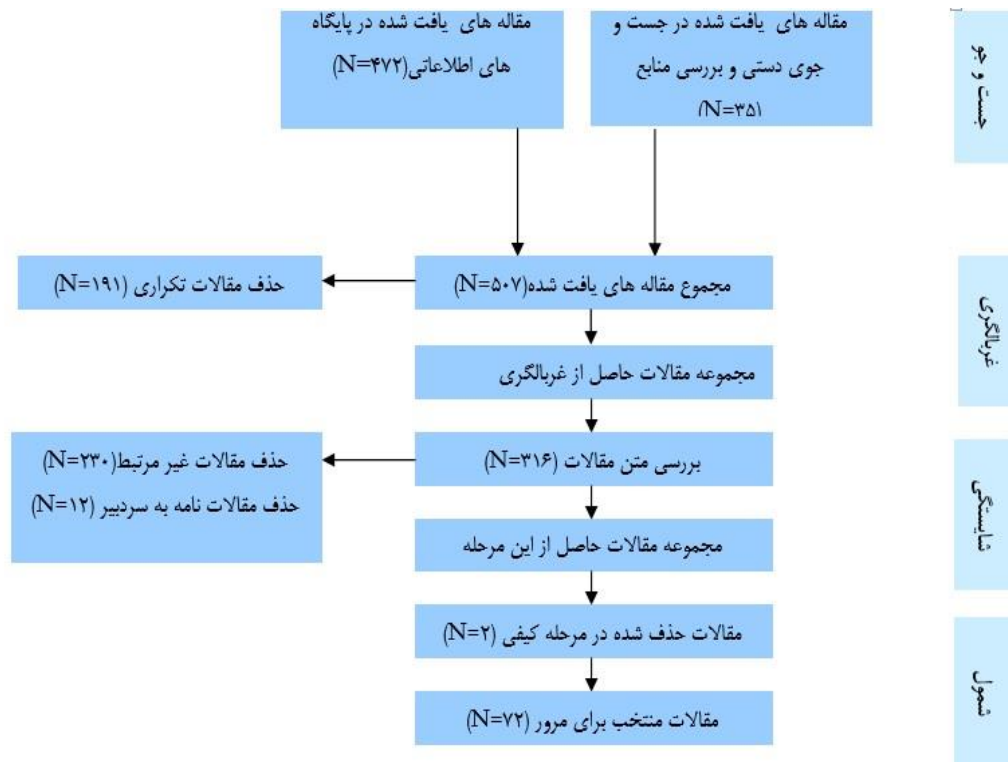 مقاله های یافت شده در جست و
جوی دستی و بررسی منابع
(N=۳۵۱
مقاله های یافت شده در پایگاه
های اطلاعاتی(N=۴۷۲)
جست و جو
مجموع مقاله های یافت شده(N=۵۰۷)
حذف مقالات تکراری (N=۱۹۱)
مجموعه مقالات حاصل از غربالگری
غربالگری
بررسی متن مقالات (N=۳۱۶)
حذف مقالات غیر مرتبط(N=۲۳۰)
حذف مقالات نامه به سردبیر (N=۱۲)
مجموعه مقالات حاصل از این مرحله
شایستگی
مقالات حذف شده در مرحله کیفی (N=۲)
مقالات منتخب برای مرور (N=۷۲)
شمول